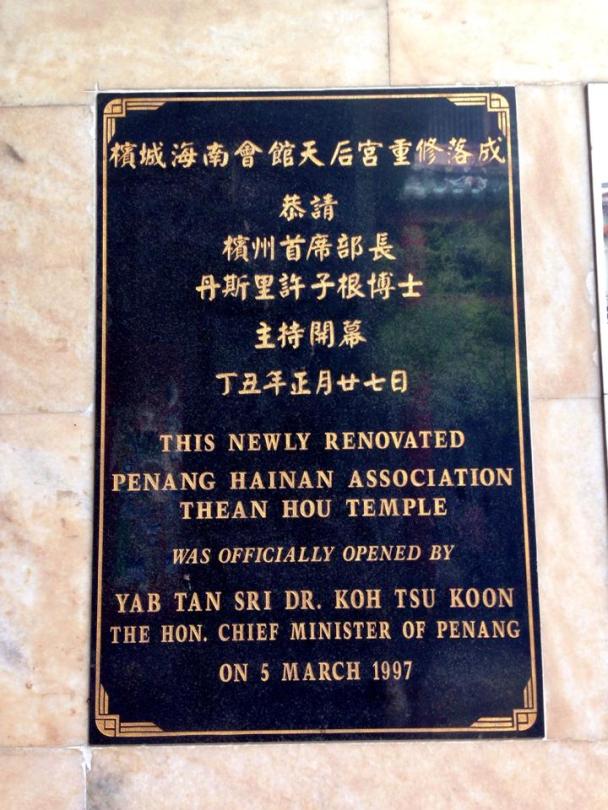 檳城海南會館天后宮重修落成
恭請
檳州首席部長
丹斯里許子根博士
主持開幕
丁丑年正月廿七日
THIS NEWLY RENOVATED
PENANG HAINAN ASSOCIATION
THEAN HOU TEMPLE
WAS OFFICIALLY OPENED BY
YAB TAN SRI DR. KOH TSU KOON
THE HON. CHIEF MINISTER OF PENANG
ON 5 MARCH 1997